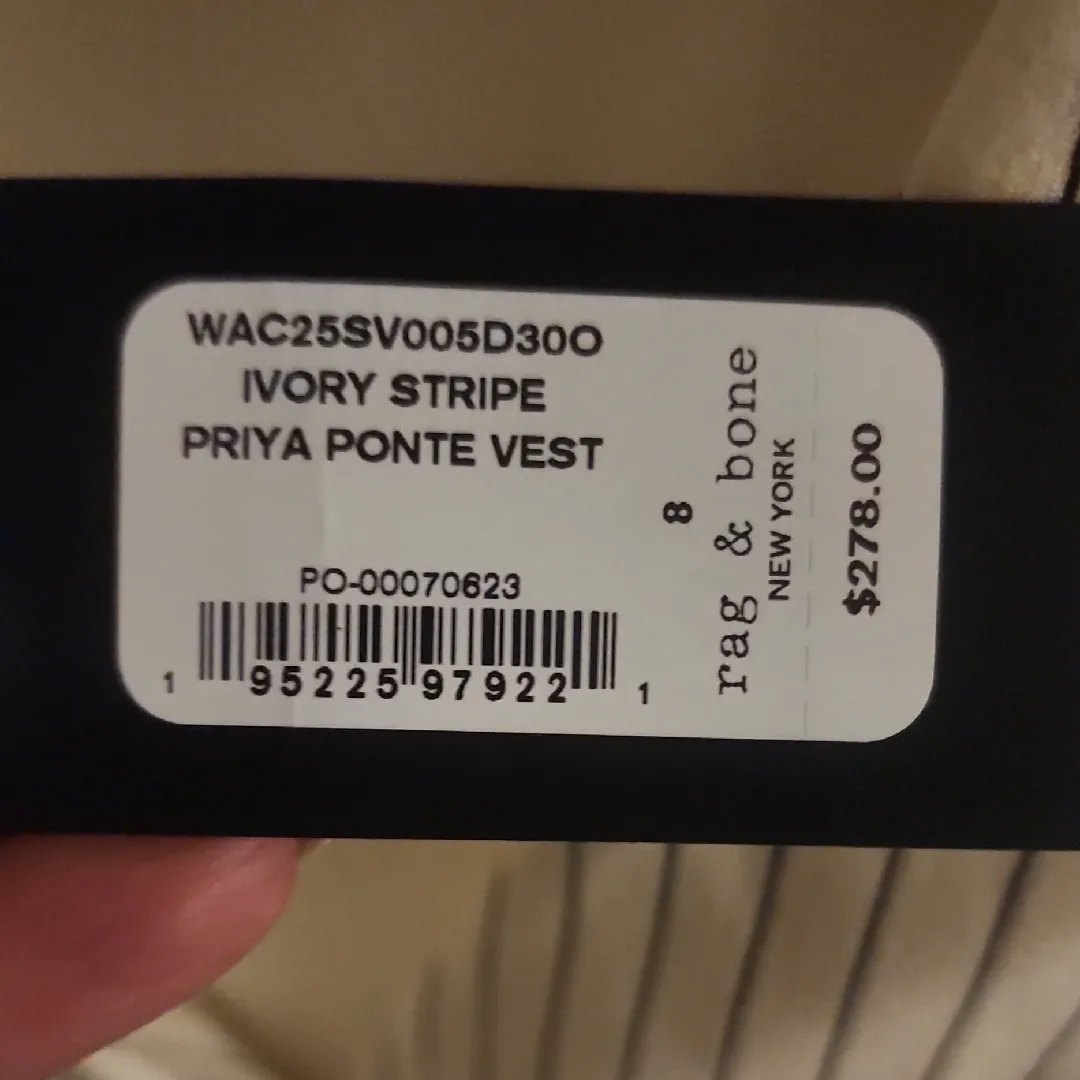 WAC25SV005D30O
IVORY STRIPE
PRIYA PONTE VEST
PO-00070623
1 95225 97922 1
8
rag & bone
NEW YORK
$278.00